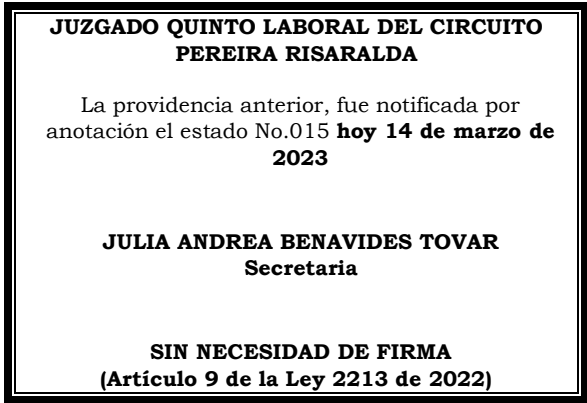 JUZGADO QUINTO LABORAL DEL CIRCUITO
PEREIRA RISARALDA
La providencia anterior, fue notificada por
anotación el estado No.015 hoy 14 de marzo de
2023
JULIA ANDREA BENAVIDES TOVAR
Secretaria
SIN NECESIDAD DE FIRMA
(Artículo 9 de la Ley 2213 de 2022)